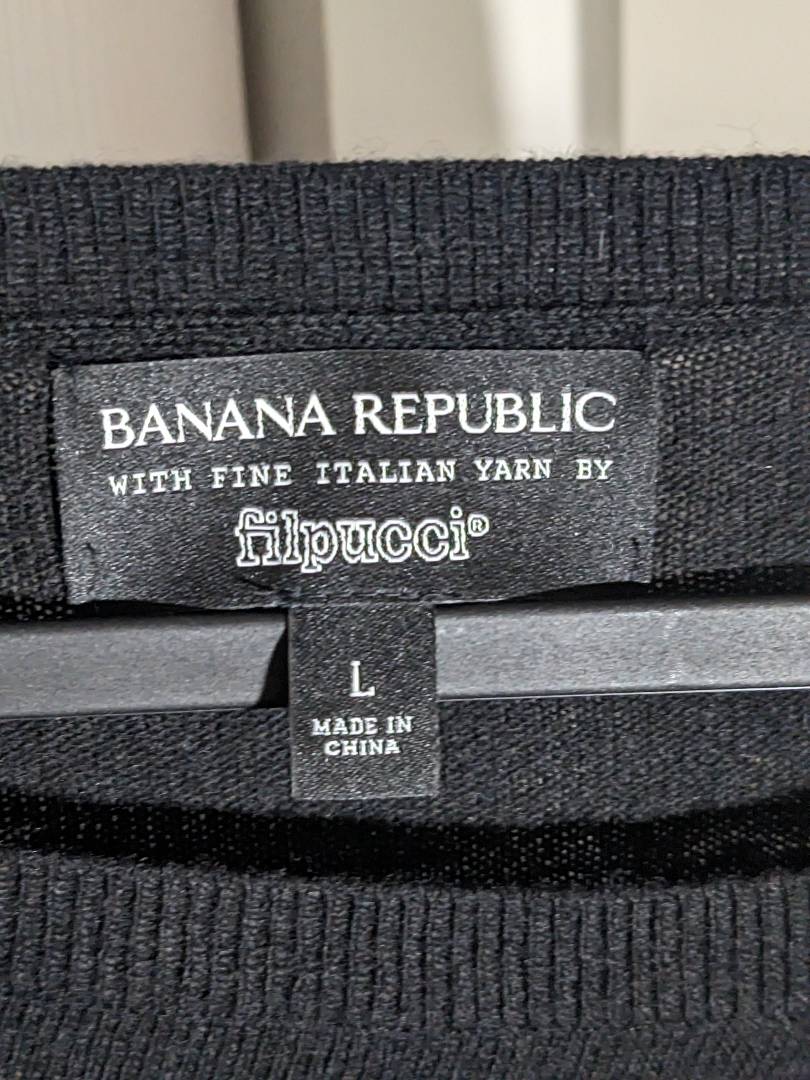 BANANA REPUBLIC
WITH FINE ITALIAN YARN BY
filpucci®
L
MADE IN
CHINA